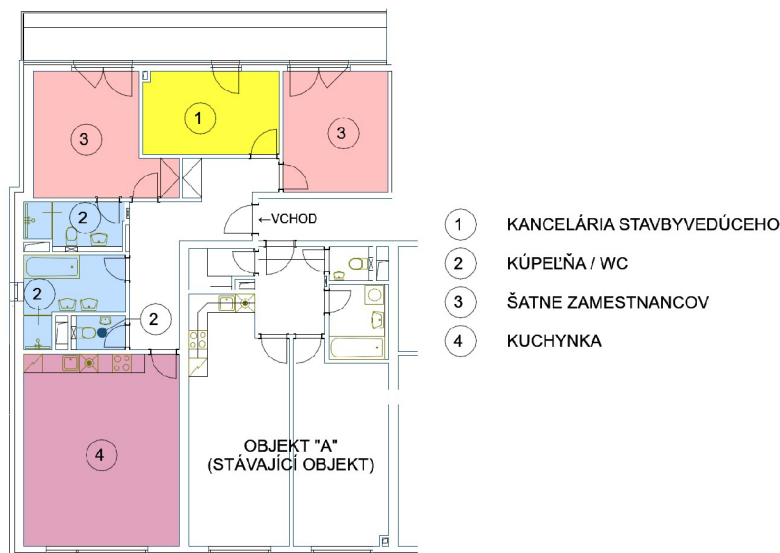 1
3
3
2
←VCHOD
2
2
4
OBJEKT "A"
(STÁVAJÍCÍ OBJEKT)
1 KANCELÁRIA STAVBYVEDÚCEHO
2 KÚPEĽŇA / WC
3 ŠATNE ZAMESTNANCOV
4 KUCHYNKA